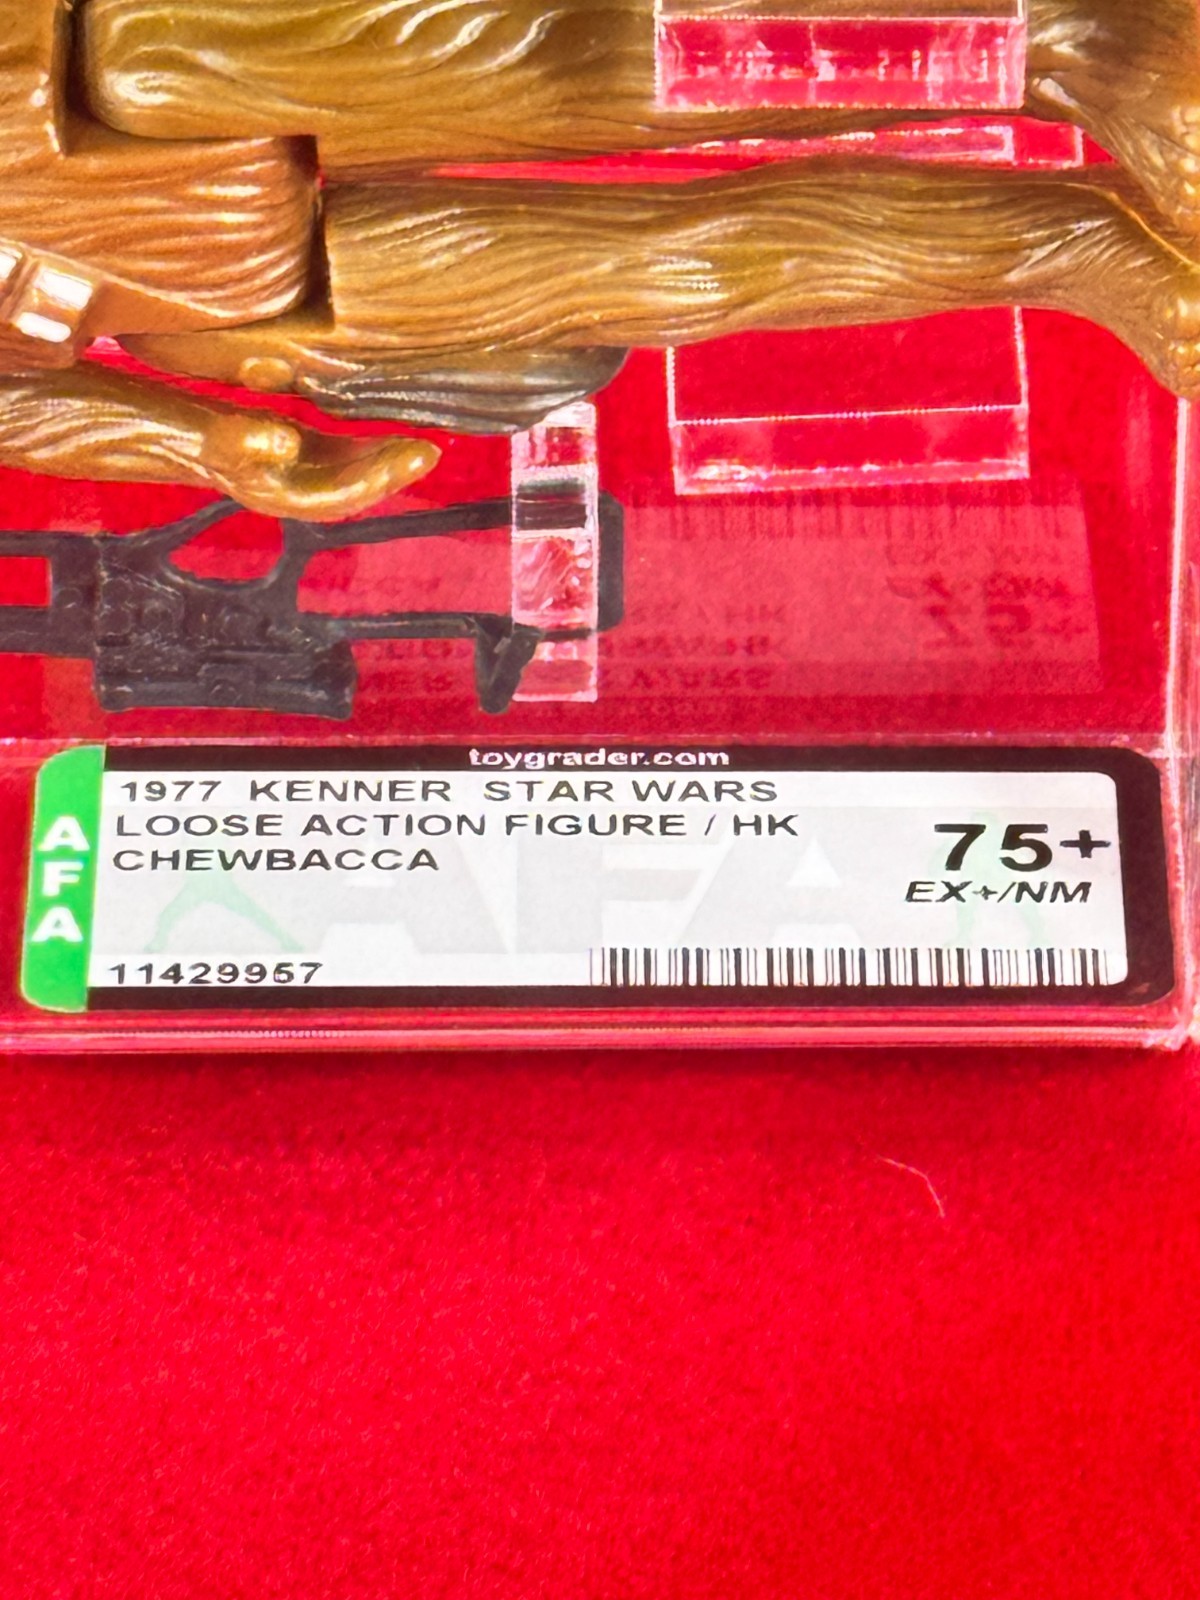 toygrader.com
AFA
1977 KENNER STAR WARS
LOOSE ACTION FIGURE / HK
CHEWBACCA
75+
EX+/NM
11429957